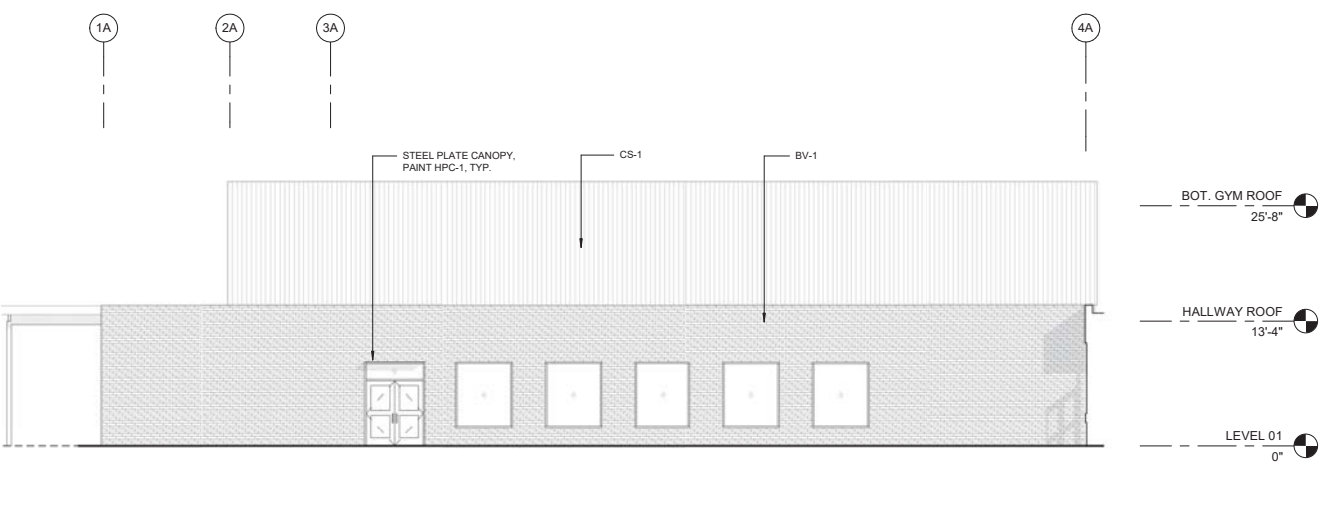 1A
2A
3A
4A
STEEL PLATE CANOPY,
PAINT HPC-1, TYP.
CS-1
BV-1
BOT. GYM ROOF
25'-8"
HALLWAY ROOF
13'-4"
LEVEL 01
0"